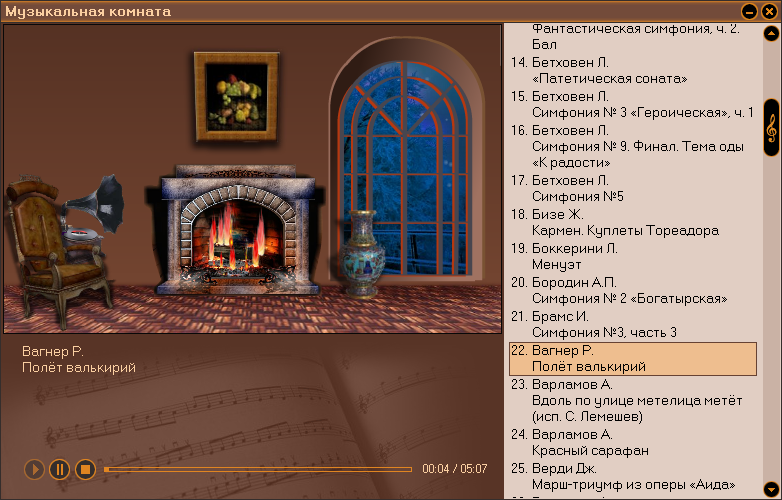 Музыкальная комната
Фантастическая симфония, ч. 2.
Бал
14. Бетховен Л.
«Патетическая соната»
15. Бетховен Л.
Симфония № 3 «Героическая», ч. 1
16. Бетховен Л.
Симфония № 9. Финал. Тема оды
«К радости»
17. Бетховен Л.
Симфония №5
18. Бизе Ж.
Кармен. Куплеты Тореадора
19. Боккерини Л.
Менуэт
20. Бородин А.П.
Симфония № 2 «Богатырская»
21. Брамс И.
Симфония №3, часть 3
22. Вагнер Р.
Полёт валькирий
23. Варламов А.
Вдоль по улице метелица метёт
(исп. С. Лемешев)
24. Варламов А.
Красный сарафан
25. Верди Дж.
Марш-триумф из оперы «Аида»
Вагнер Р.
Полёт валькирий
00:04 / 05:07